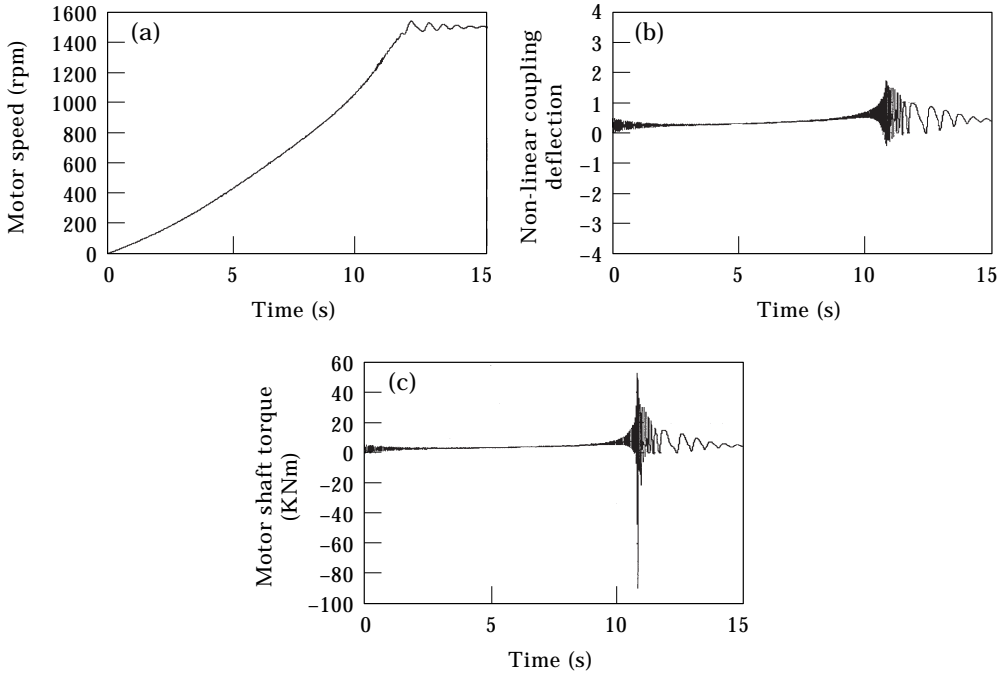 (a)
Motor speed (rpm)
1600
1400
1200
1000
800
600
400
200
0
0 5 10 15
Time (s)
(b)
Non-linear coupling
deflection
4
3
2
1
0
−1
−2
−3
−4
0 5 10 15
Time (s)
(c)
Motor shaft torque
(KNm)
60
40
20
0
−20
−40
−60
−80
−100
0 5 10 15
Time (s)